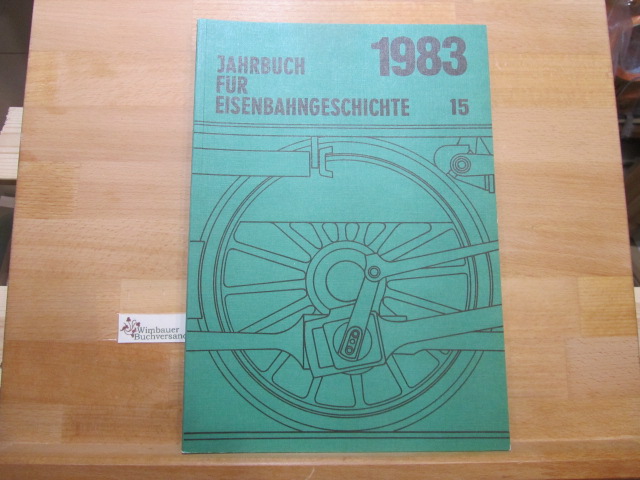 1983
JAHRBUCH
FÜR
EISENBAHNGESCHICHTE 15
Wimbauer
Buchversand